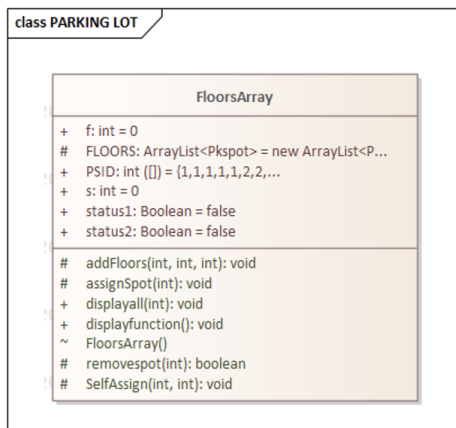 class PARKING LOT
FloorsArray
+ f: int = 0
# FLOORS: ArrayList<Pkspot> = new ArrayList<P...
+ PSID: int ([]) = {1,1,1,1,1,2,2,...
+ s: int = 0
+ status1: Boolean = false
+ status2: Boolean = false
# addFloors(int, int, int): void
# assignSpot(int): void
+ displayall(int): void
+ displayfunction(): void
~ FloorsArray()
# removespot(int): boolean
# SelfAssign(int, int): void